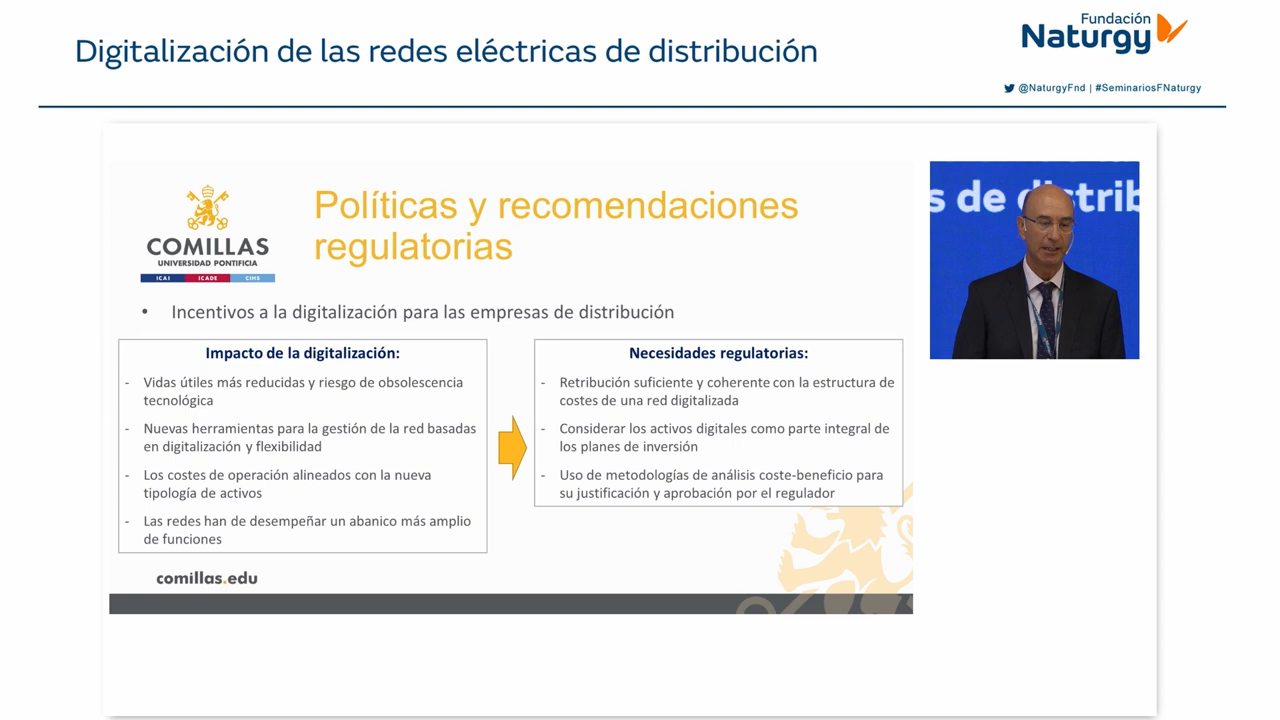 Digitalización de las redes eléctricas de distribución
Fundación
Naturgy
@NaturgyFnd | #SeminariosFNaturgy
COMILLAS
UNIVERSIDAD PONTIFICIA
ICAI ICADE CIHS
Políticas y recomendaciones
regulatorias
• Incentivos a la digitalización para las empresas de distribución
Impacto de la digitalización:
- Vidas útiles más reducidas y riesgo de obsolescencia
tecnológica
- Nuevas herramientas para la gestión de la red basadas
en digitalización y flexibilidad
- Los costes de operación alineados con la nueva
tipología de activos
- Las redes han de desempeñar un abanico más amplio
de funciones
Necesidades regulatorias:
- Retribución suficiente y coherente con la estructura de
costes de una red digitalizada
- Considerar los activos digitales como parte integral de
los planes de inversión
- Uso de metodologías de análisis coste-beneficio para
su justificación y aprobación por el regulador
comillas.edu
s de distrib